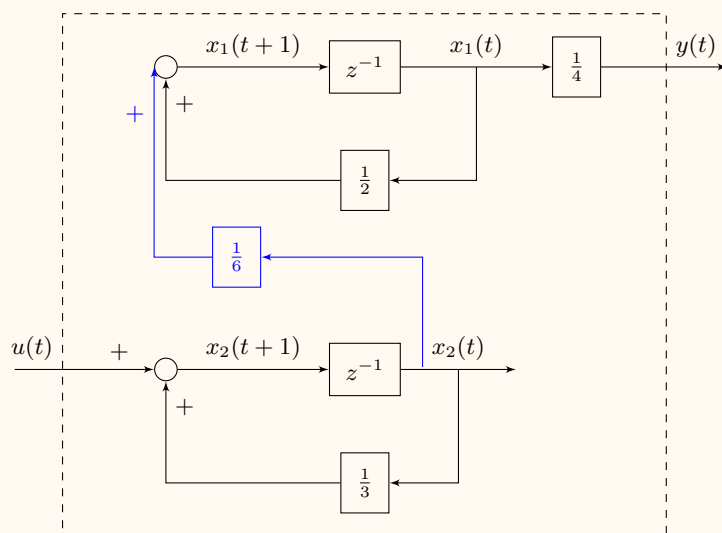 x₁(t+1) z⁻¹ x₁(t) 1/4 y(t)
+ +
1/2
1/6
u(t) + x₂(t+1) z⁻¹ x₂(t)
+
1/3